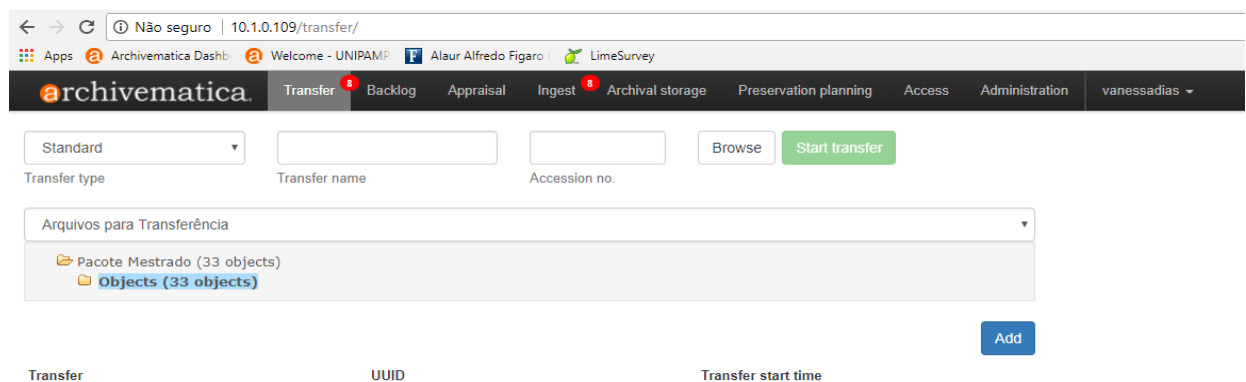 Não seguro | 10.1.0.109/transfer/
Apps Archivematica Dashb Welcome - UNIPAMP Alaur Alfredo Figaro LimeSurvey
archivematica. Transfer 8 Backlog Appraisal Ingest 8 Archival storage Preservation planning Access Administration vanessadias
Standard Browse Start transfer
Transfer type Transfer name Accession no.
Arquivos para Transferência
Pacote Mestrado (33 objects)
Objects (33 objects)
Add
Transfer UUID Transfer start time